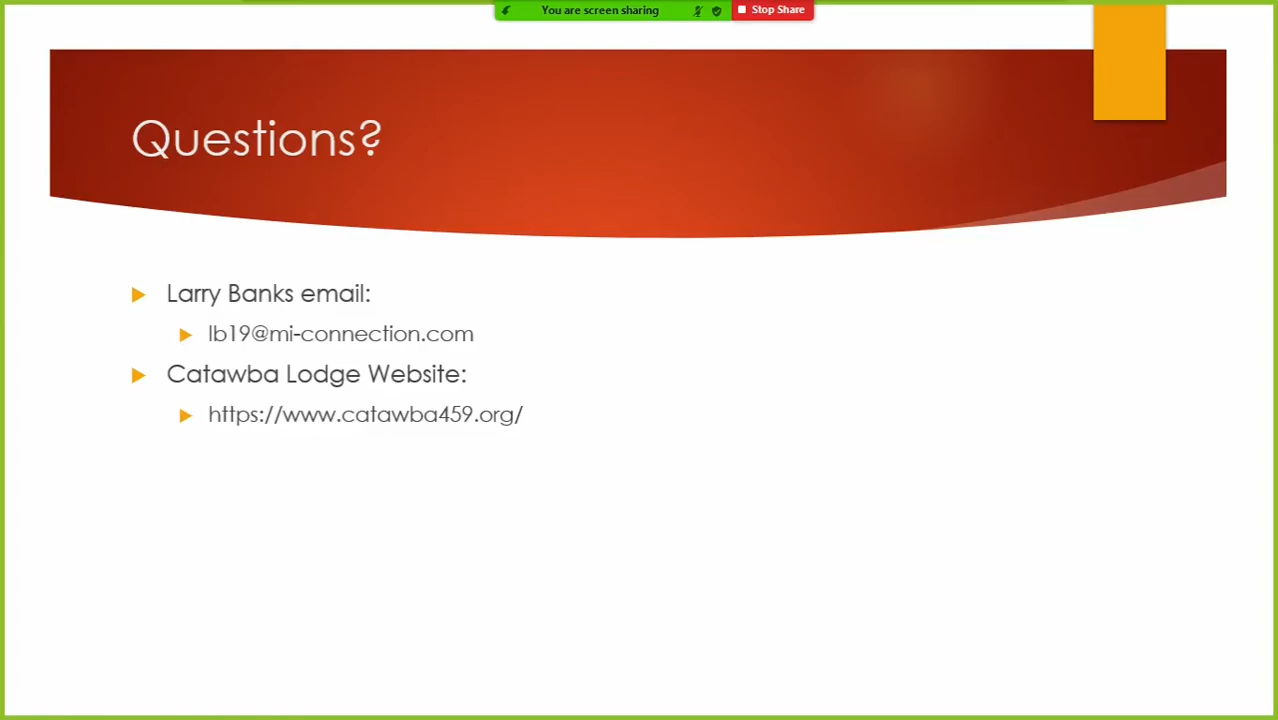 You are screen sharing
Stop Share
Questions?
Larry Banks email:
lb19@mi-connection.com
Catawba Lodge Website:
https://www.catawba459.org/